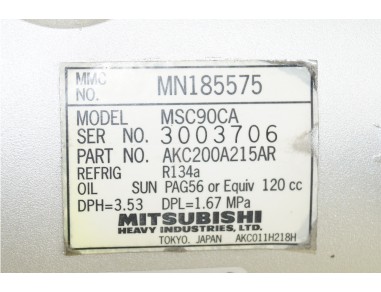 MMC NO. MN185575
MODEL MSC90CA
SER NO. 3003706
PART NO. AKC200A215AR
REFRIG R134a
OIL SUN PAG56 or Equiv 120 cc
DPH=3.53 DPL=1.67 MPa
MITSUBISHI
HEAVY INDUSTRIES, LTD.
TOKYO, JAPAN AKC011H218H